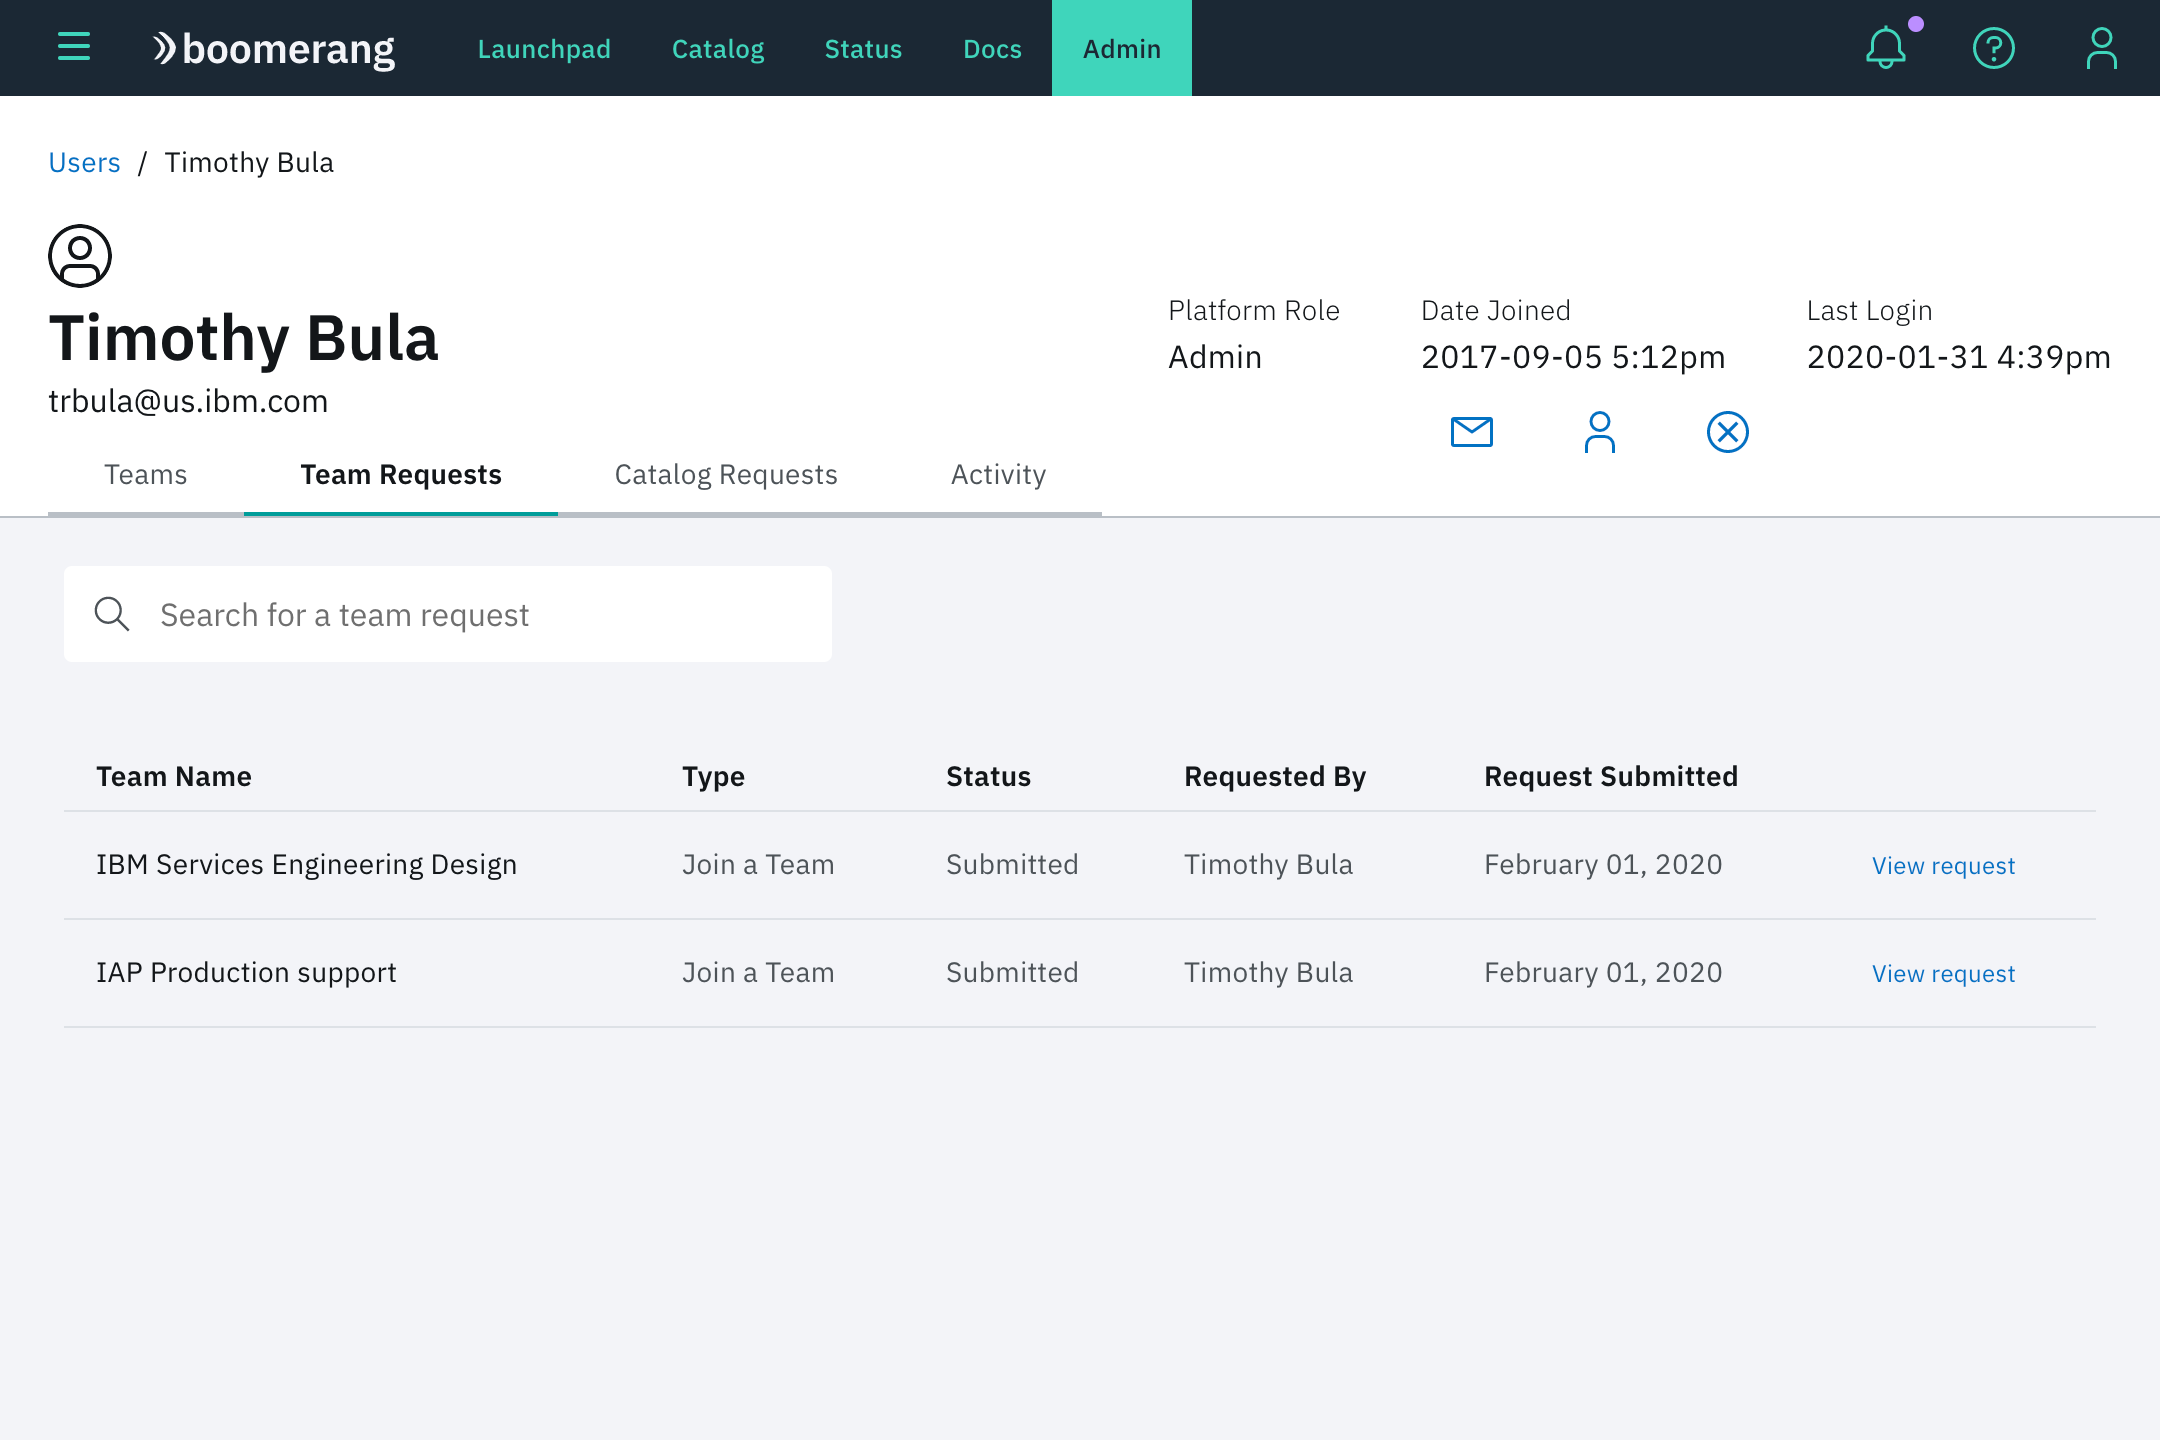 boomerang Launchpad Catalog Status Docs Admin
Users / Timothy Bula
Timothy Bula
trbula@us.ibm.com
Platform Role Date Joined Last Login
Admin 2017-09-05 5:12pm 2020-01-31 4:39pm
Teams Team Requests Catalog Requests Activity
Search for a team request
Team Name Type Status Requested By Request Submitted
IBM Services Engineering Design Join a Team Submitted Timothy Bula February 01, 2020 View request
IAP Production support Join a Team Submitted Timothy Bula February 01, 2020 View request